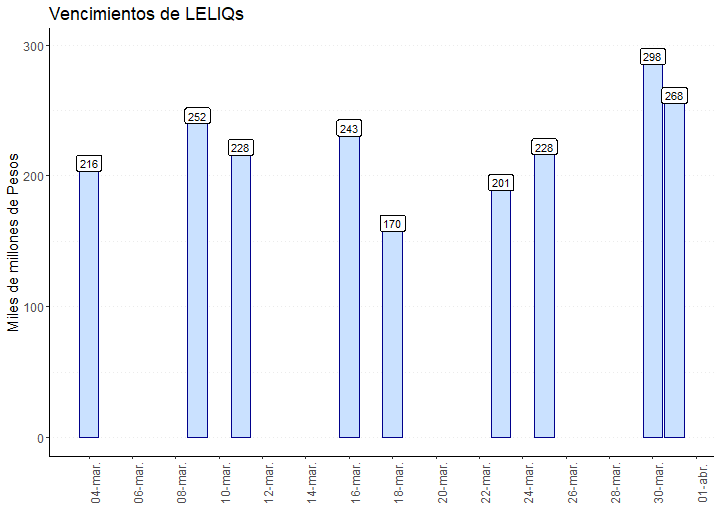 Vencimientos de LELIQs
Miles de millones de Pesos
300
200
100
0
216
252
228
243
170
201
228
298
268
04-mar.
06-mar.
08-mar.
10-mar.
12-mar.
14-mar.
16-mar.
18-mar.
20-mar.
22-mar.
24-mar.
26-mar.
28-mar.
30-mar.
01-abr.